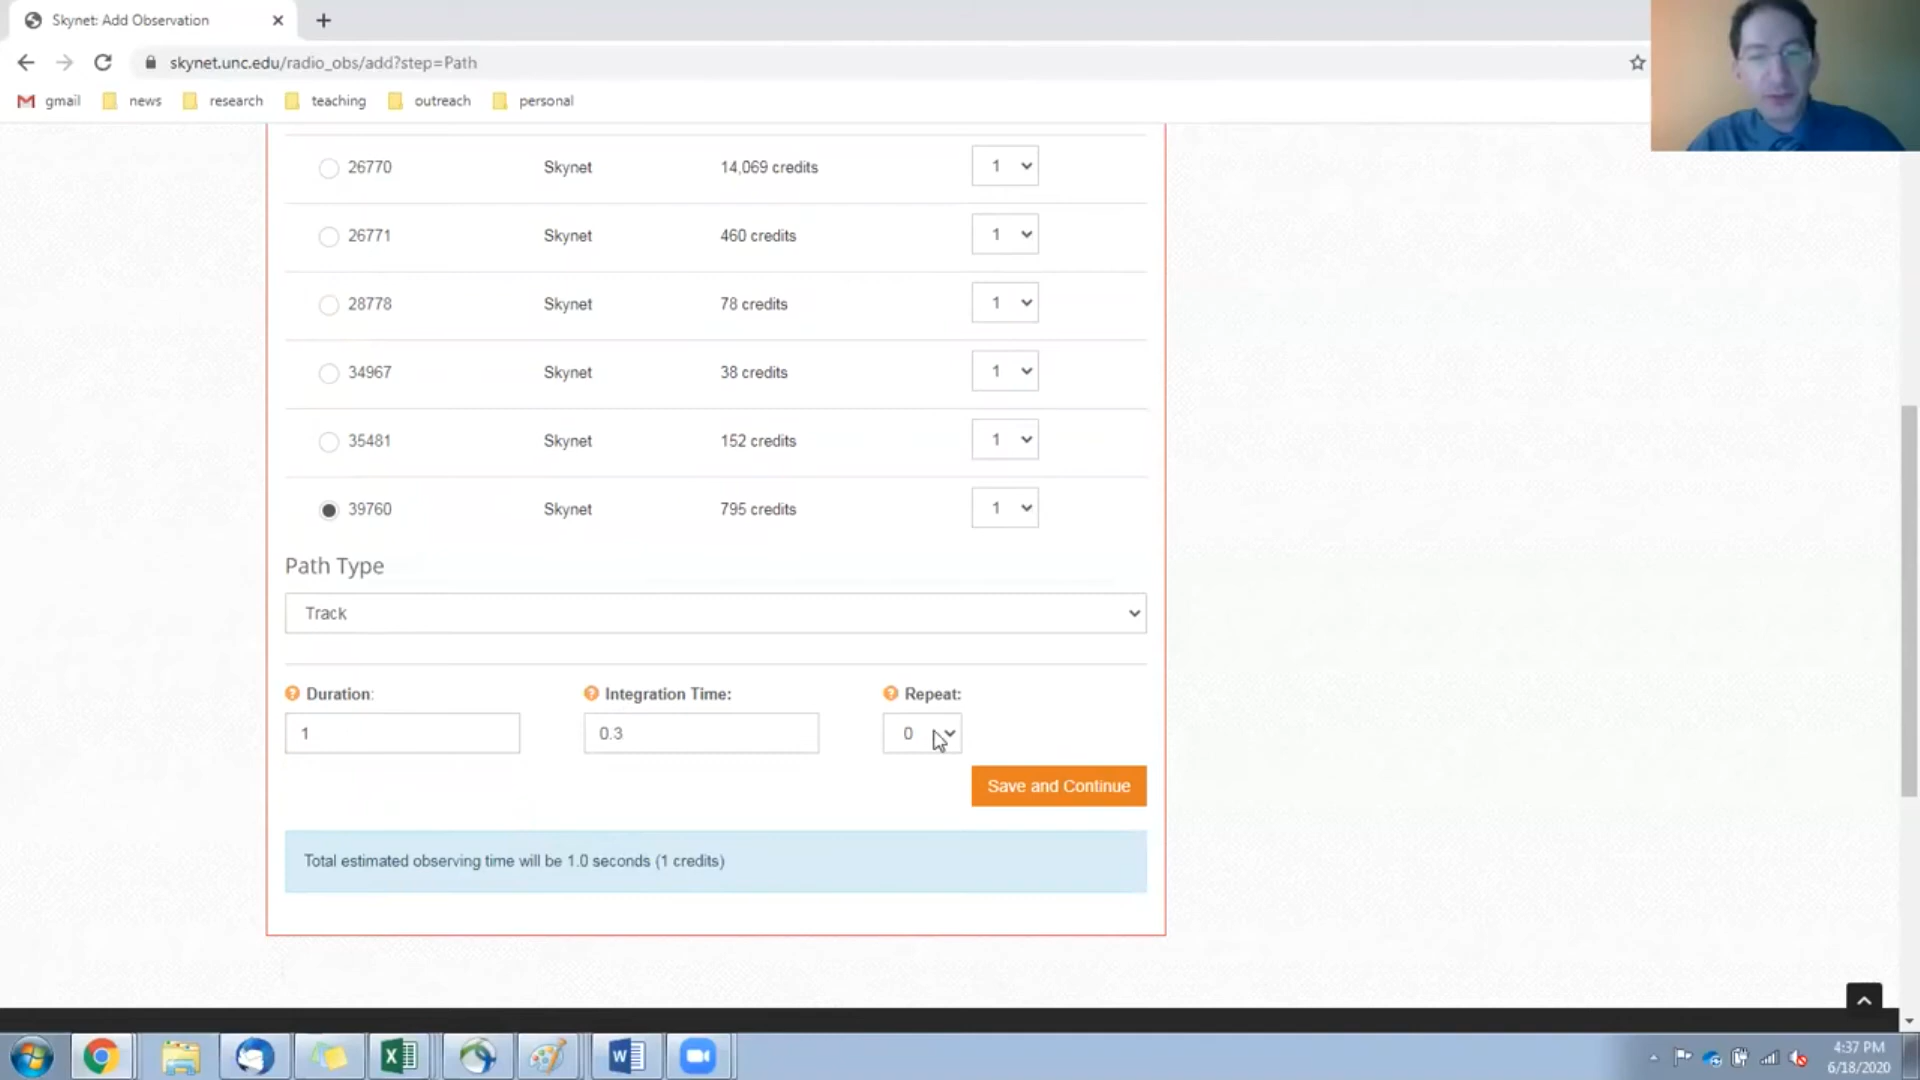 Skynet: Add Observation
skynet.unc.edu/radio_obs/add?step=Path
gmail news research teaching outreach personal
26770 Skynet 14,069 credits 1
26771 Skynet 460 credits 1
28778 Skynet 78 credits 1
34967 Skynet 38 credits 1
35481 Skynet 152 credits 1
39760 Skynet 795 credits 1
Path Type
Track
? Duration: ? Integration Time: ? Repeat:
1 0.3 0
Save and Continue
Total estimated observing time will be 1.0 seconds (1 credits)
4:37 PM
6/18/2020